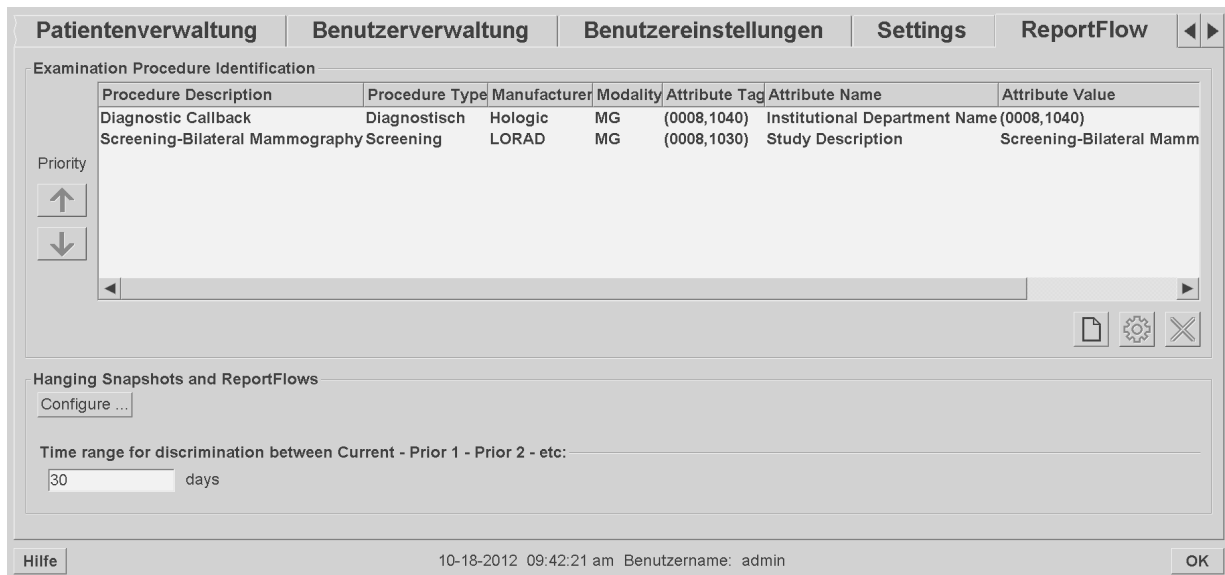 Patientenverwaltung Benutzerverwaltung Benutzereinstellungen Settings ReportFlow
Examination Procedure Identification
Procedure Description Procedure Type Manufacturer Modality Attribute Tag Attribute Name Attribute Value
Diagnostic Callback Diagnostisch Hologic MG (0008,1040) Institutional Department Name (0008,1040)
Screening-Bilateral Mammography Screening LORAD MG (0008,1030) Study Description Screening-Bilateral Mamm
Priority
Hanging Snapshots and ReportFlows
Configure ...
Time range for discrimination between Current - Prior 1 - Prior 2 - etc:
30 days
Hilfe 10-18-2012 09:42:21 am Benutzername: admin OK